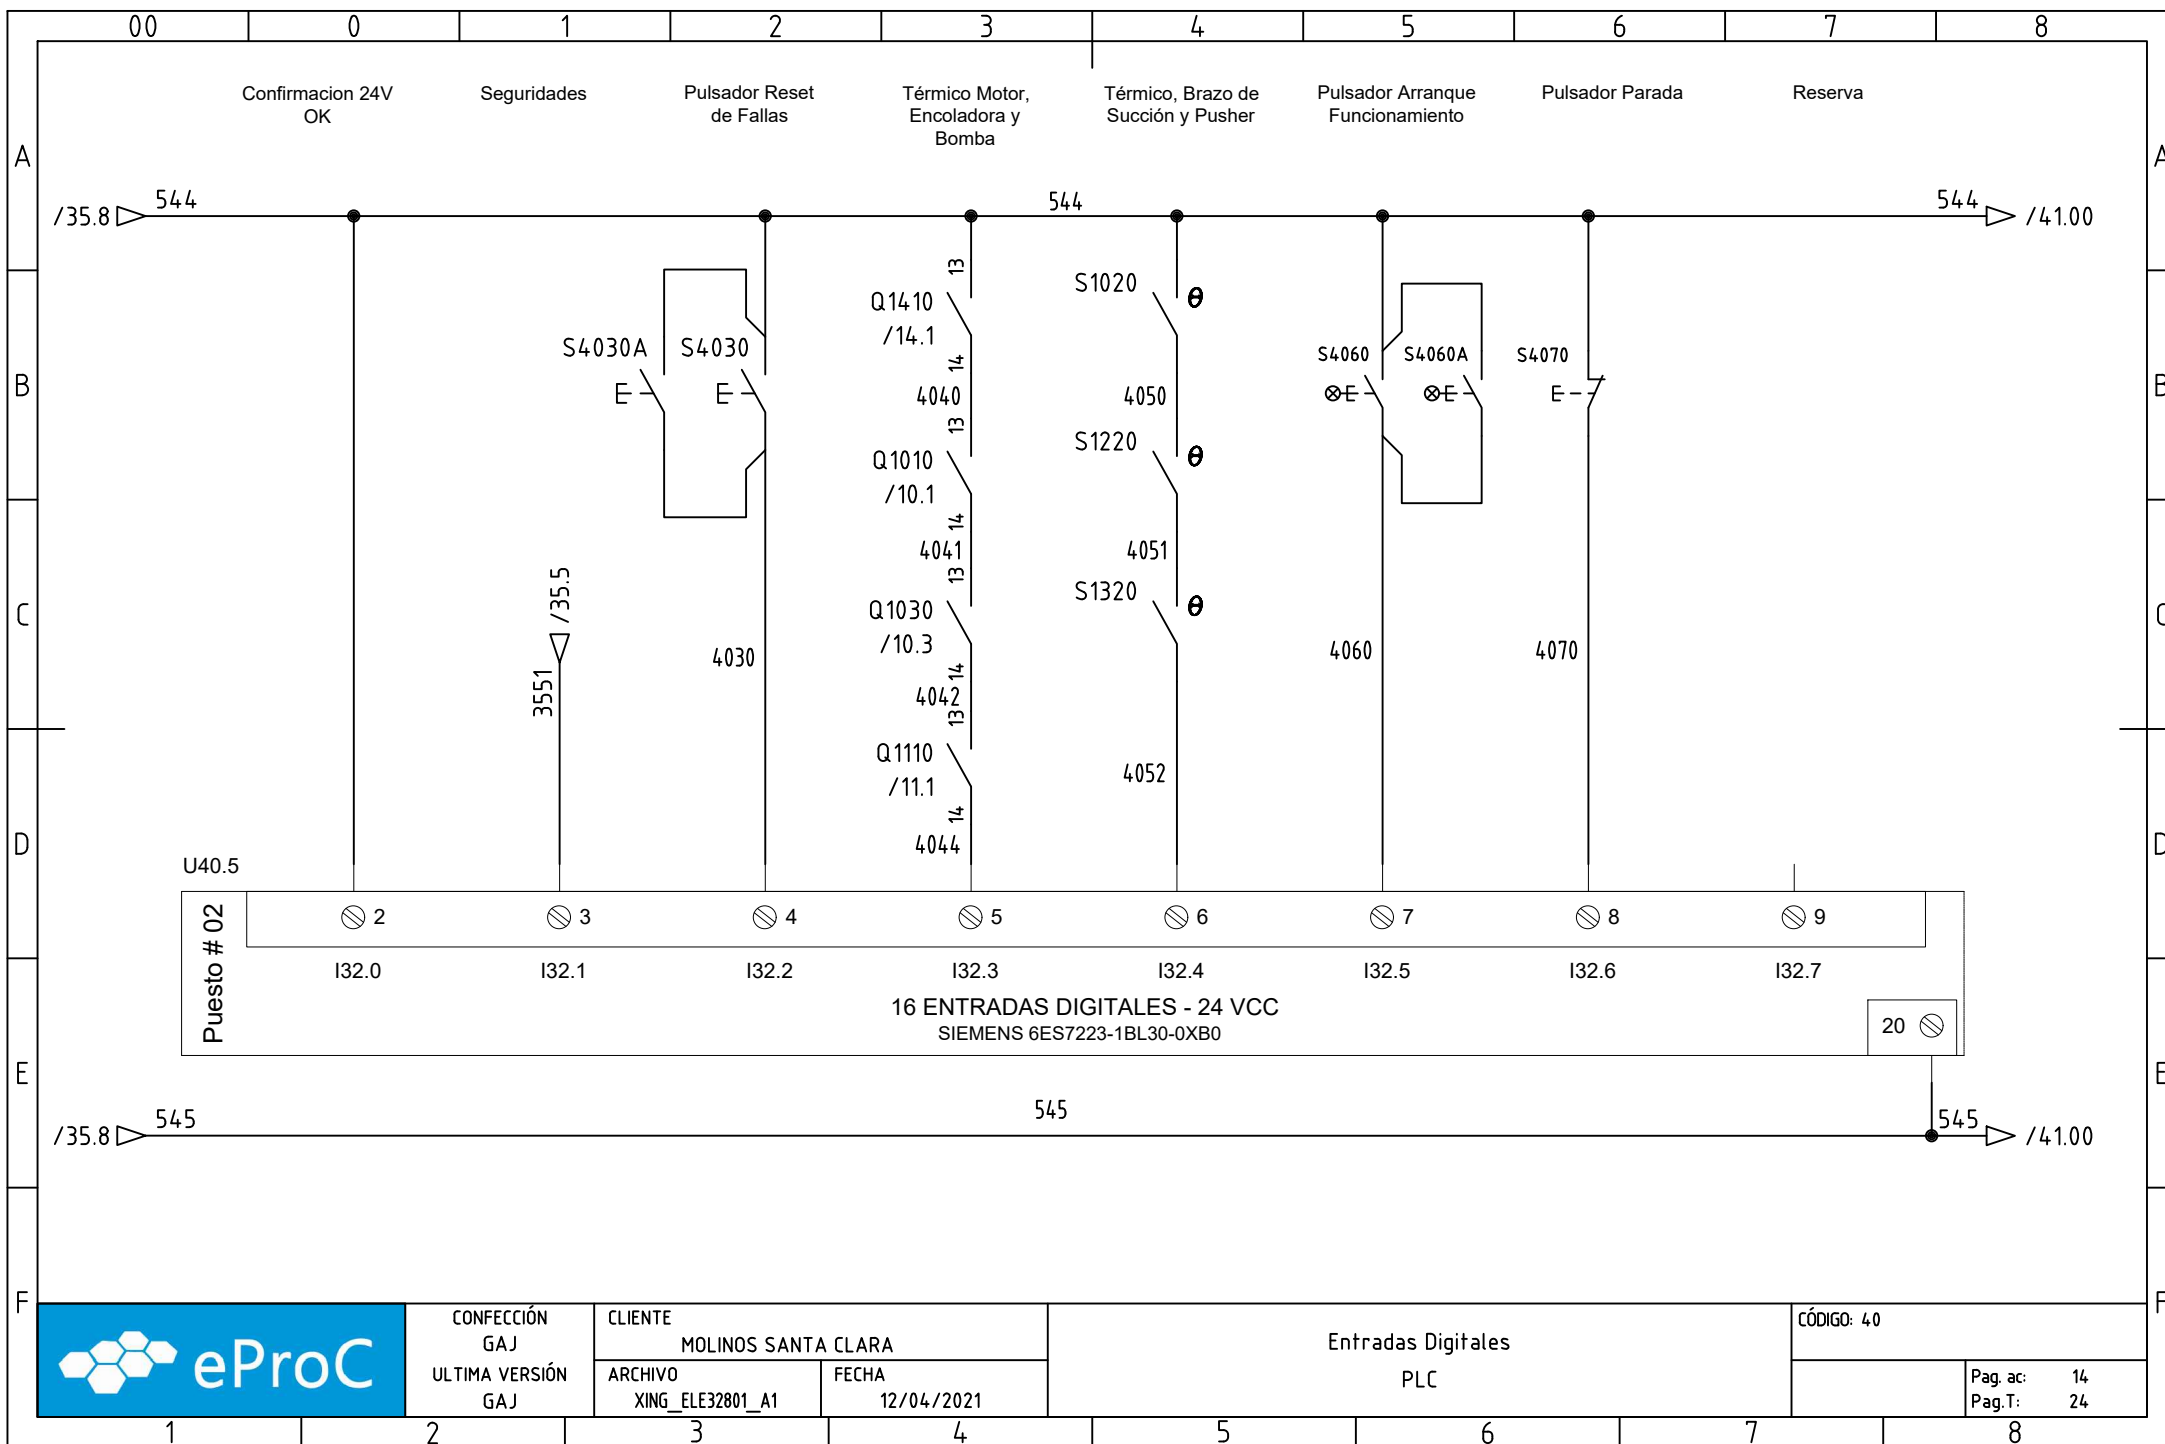 00 0 1 2 3 4 5 6 7 8
Confirmacion 24V
OK
Seguridades
Pulsador Reset
de Fallas
Térmico Motor,
Encoladora y
Bomba
Térmico, Brazo de
Succión y Pusher
Pulsador Arranque
Funcionamiento
Pulsador Parada
Reserva
A A
/35.8 544 544 544 /41.00
13
Q1410
/14.1
14
4040
13
Q1010
/10.1
14
4041
13
Q1030
/10.3
14
4042
13
Q1110
/11.1
14
4044
S1020 θ
4050
S1220 θ
4051
S1320 θ
4052
B B
S4030A S4030
4030
S4060 S4060A S4070
4060
4070
C C
/35.5
3551
D D
U40.5
Puesto # 02
2 3 4 5 6 7 8 9
I32.0 I32.1 I32.2 I32.3 I32.4 I32.5 I32.6 I32.7
16 ENTRADAS DIGITALES - 24 VCC
SIEMENS 6ES7223-1BL30-0XB0
20
E E
/35.8 545 545 545 /41.00
F F
eProC
CONFECCIÓN
GAJ
ULTIMA VERSIÓN
GAJ
CLIENTE
MOLINOS SANTA CLARA
ARCHIVO
XING_ELE32801_A1
FECHA
12/04/2021
Entradas Digitales
PLC
CÓDIGO: 40
Pag. ac: 14
Pag.T: 24
1 2 3 4 5 6 7 8